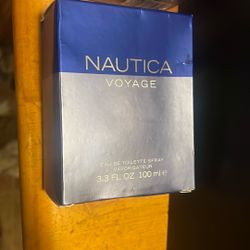 NAUTICA
VOYAGE
EAU DE TOILETTE SPRAY
VAPORISATEUR
3.3 FL OZ 100 ml ℮